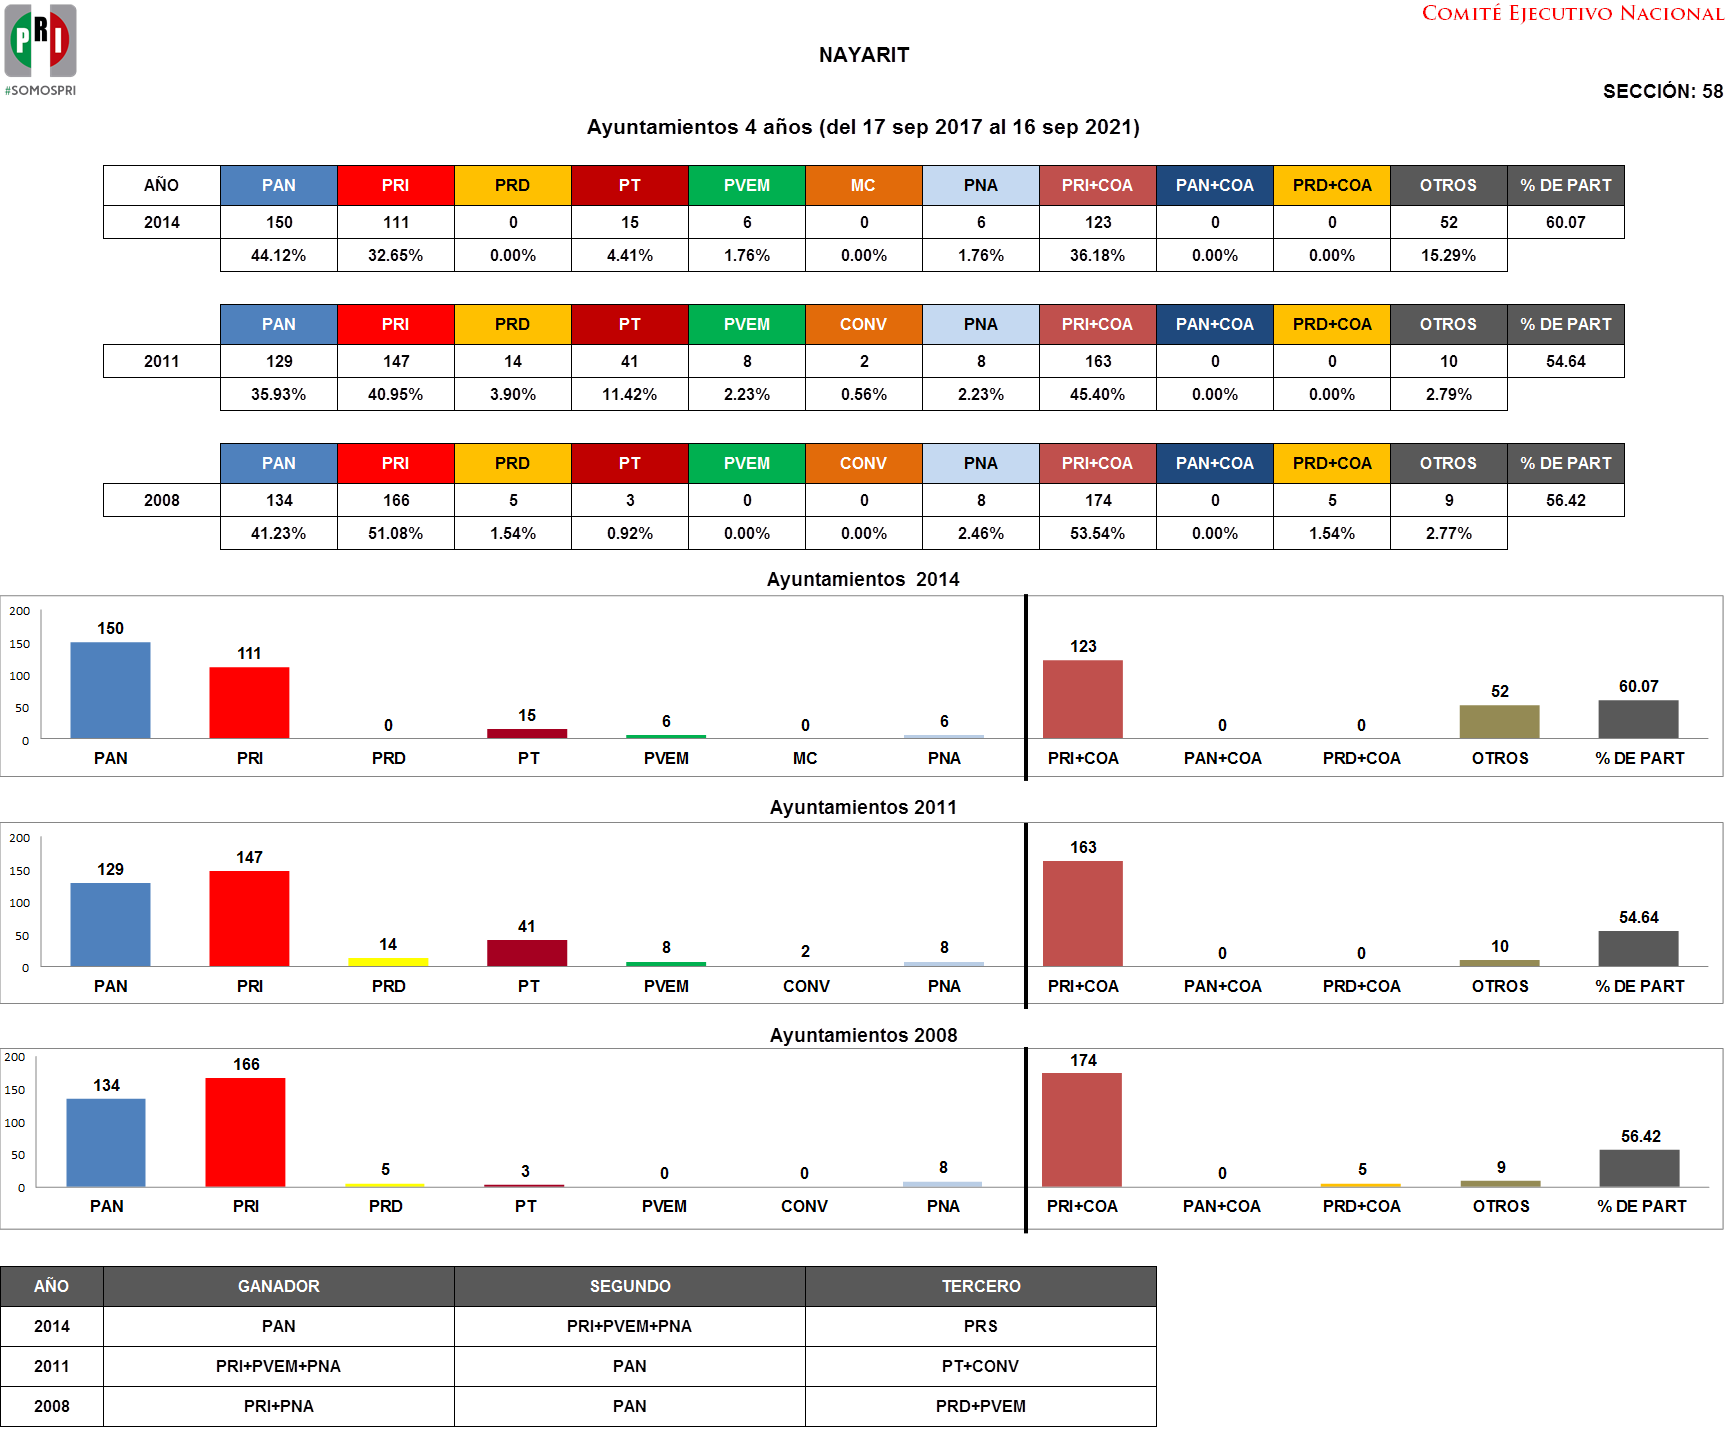 COMITÉ EJECUTIVO NACIONAL
PRI
#SOMOSPRI
NAYARIT
SECCIÓN: 58
Ayuntamientos 4 años (del 17 sep 2017 al 16 sep 2021)
AÑO PAN PRI PRD PT PVEM MC PNA PRI+COA PAN+COA PRD+COA OTROS % DE PART
2014 150 111 0 15 6 0 6 123 0 0 52 60.07
44.12% 32.65% 0.00% 4.41% 1.76% 0.00% 1.76% 36.18% 0.00% 0.00% 15.29%
PAN PRI PRD PT PVEM CONV PNA PRI+COA PAN+COA PRD+COA OTROS % DE PART
2011 129 147 14 41 8 2 8 163 0 0 10 54.64
35.93% 40.95% 3.90% 11.42% 2.23% 0.56% 2.23% 45.40% 0.00% 0.00% 2.79%
PAN PRI PRD PT PVEM CONV PNA PRI+COA PAN+COA PRD+COA OTROS % DE PART
2008 134 166 5 3 0 0 8 174 0 5 9 56.42
41.23% 51.08% 1.54% 0.92% 0.00% 0.00% 2.46% 53.54% 0.00% 1.54% 2.77%
Ayuntamientos 2014
200
150
100
50
0
150 111 0 15 6 0 6 123 0 0 52 60.07
PAN PRI PRD PT PVEM MC PNA PRI+COA PAN+COA PRD+COA OTROS % DE PART
Ayuntamientos 2011
200
150
100
50
0
129 147 14 41 8 2 8 163 0 0 10 54.64
PAN PRI PRD PT PVEM CONV PNA PRI+COA PAN+COA PRD+COA OTROS % DE PART
Ayuntamientos 2008
200
150
100
50
0
134 166 5 3 0 0 8 174 0 5 9 56.42
PAN PRI PRD PT PVEM CONV PNA PRI+COA PAN+COA PRD+COA OTROS % DE PART
AÑO GANADOR SEGUNDO TERCERO
2014 PAN PRI+PVEM+PNA PRS
2011 PRI+PVEM+PNA PAN PT+CONV
2008 PRI+PNA PAN PRD+PVEM